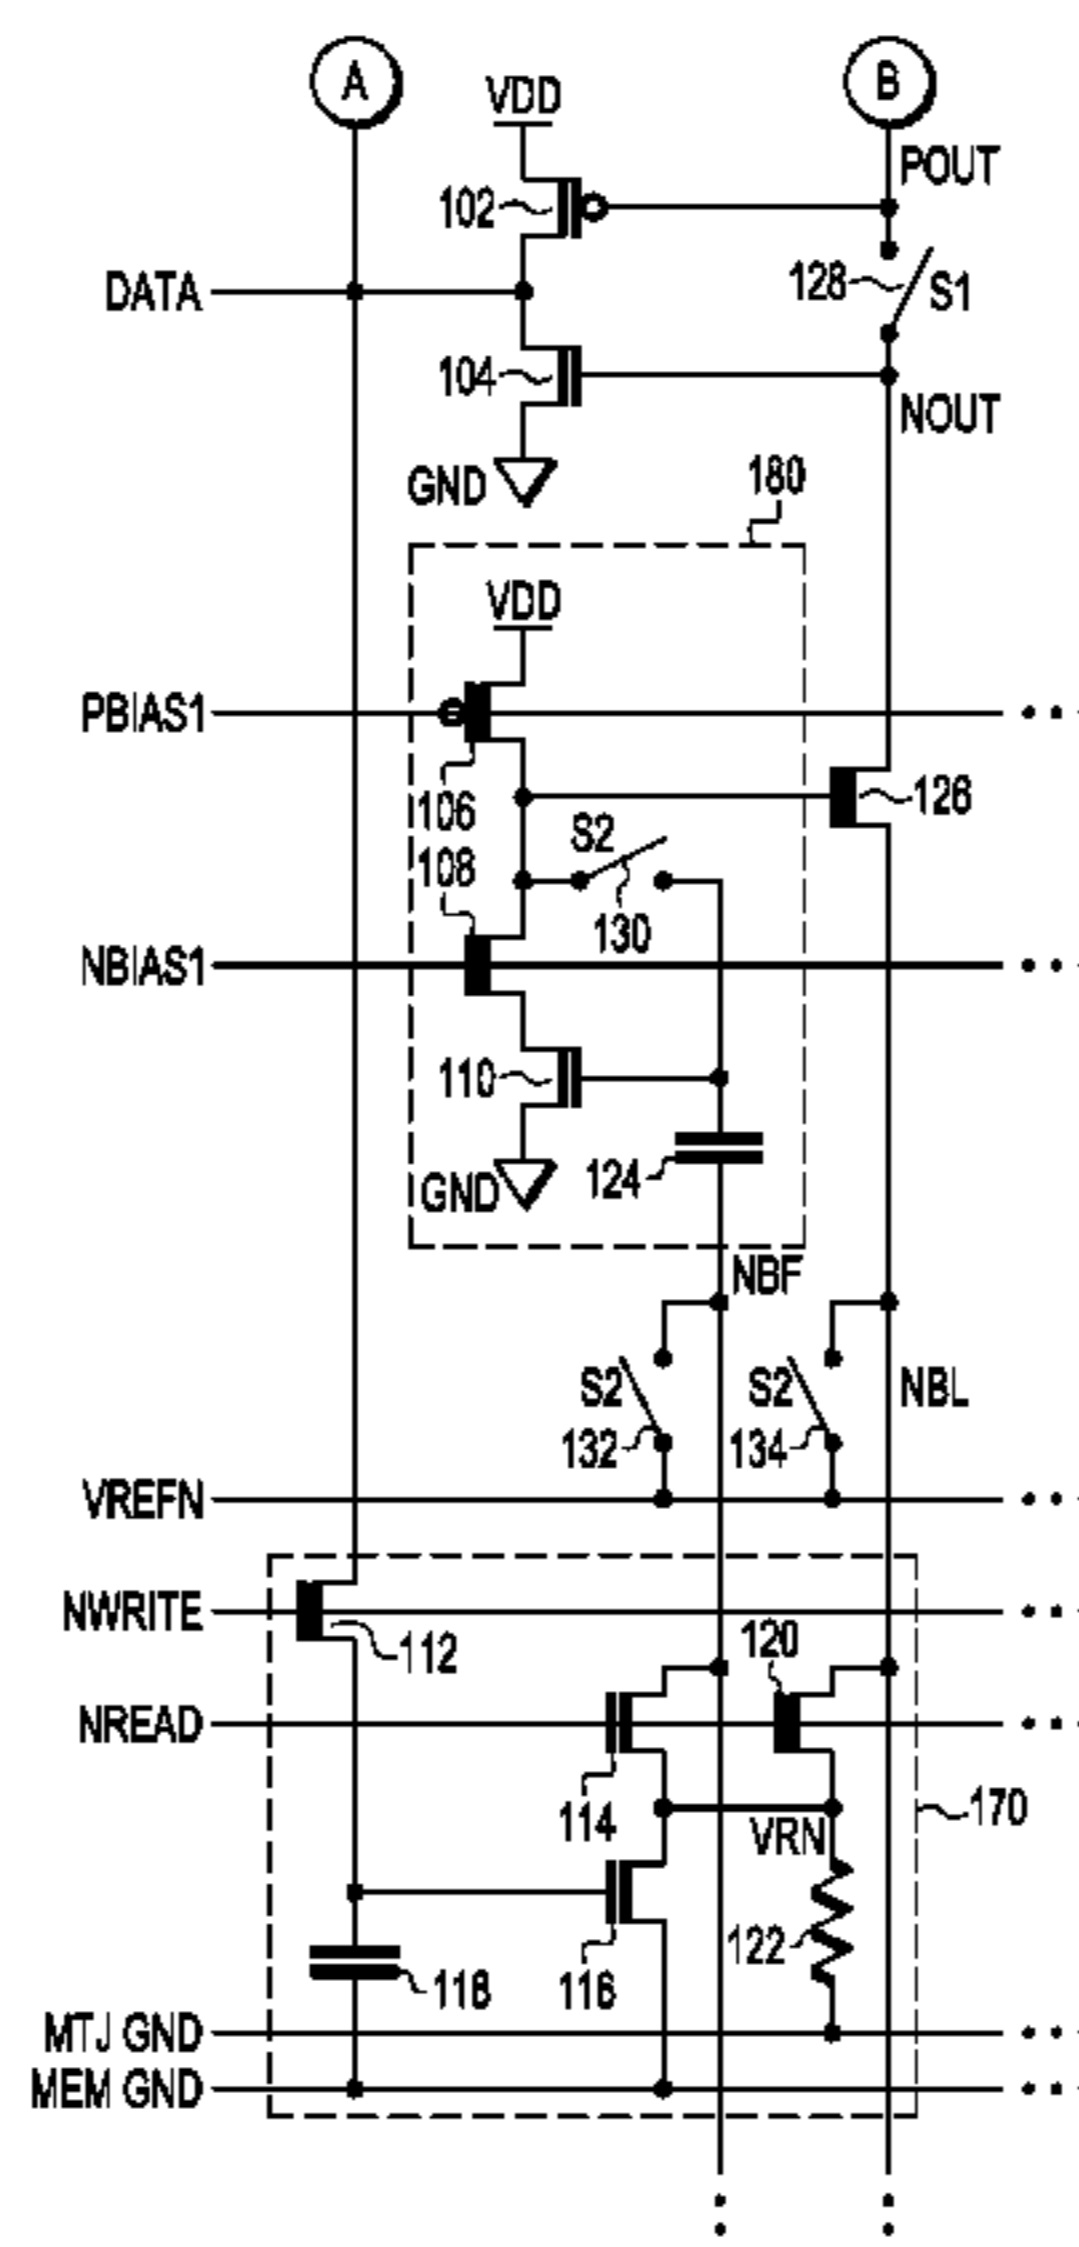 A
B
VDD
POUT
102
128
S1
DATA
104
NOUT
GND
180
VDD
PBIAS1
106
126
S2
108
130
NBIAS1
110
124
GND
NBF
S2
S2
NBL
132
134
VREFN
NWRITE
112
120
NREAD
114
VRN
170
122
118
116
MTJ GND
MEM GND